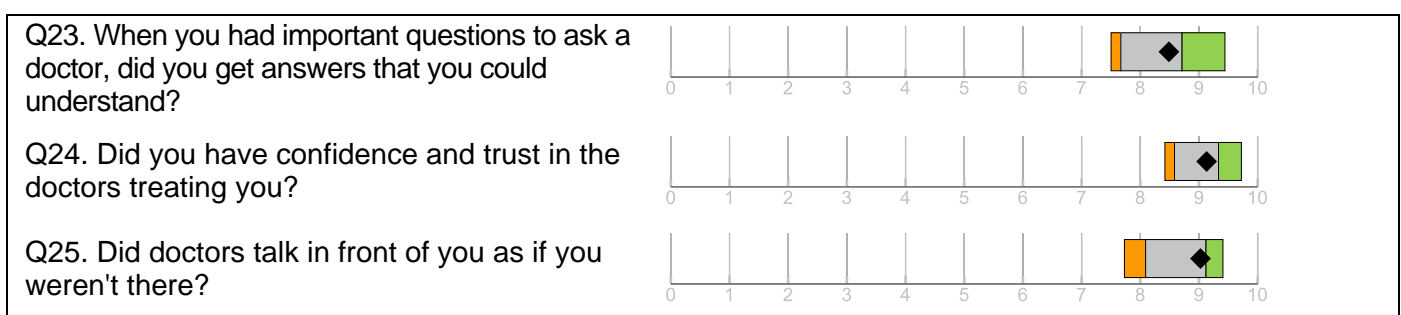 Q23. When you had important questions to ask a
doctor, did you get answers that you could
understand?
0 1 2 3 4 5 6 7 8 9 10
Q24. Did you have confidence and trust in the
doctors treating you?
0 1 2 3 4 5 6 7 8 9 10
Q25. Did doctors talk in front of you as if you
weren't there?
0 1 2 3 4 5 6 7 8 9 10